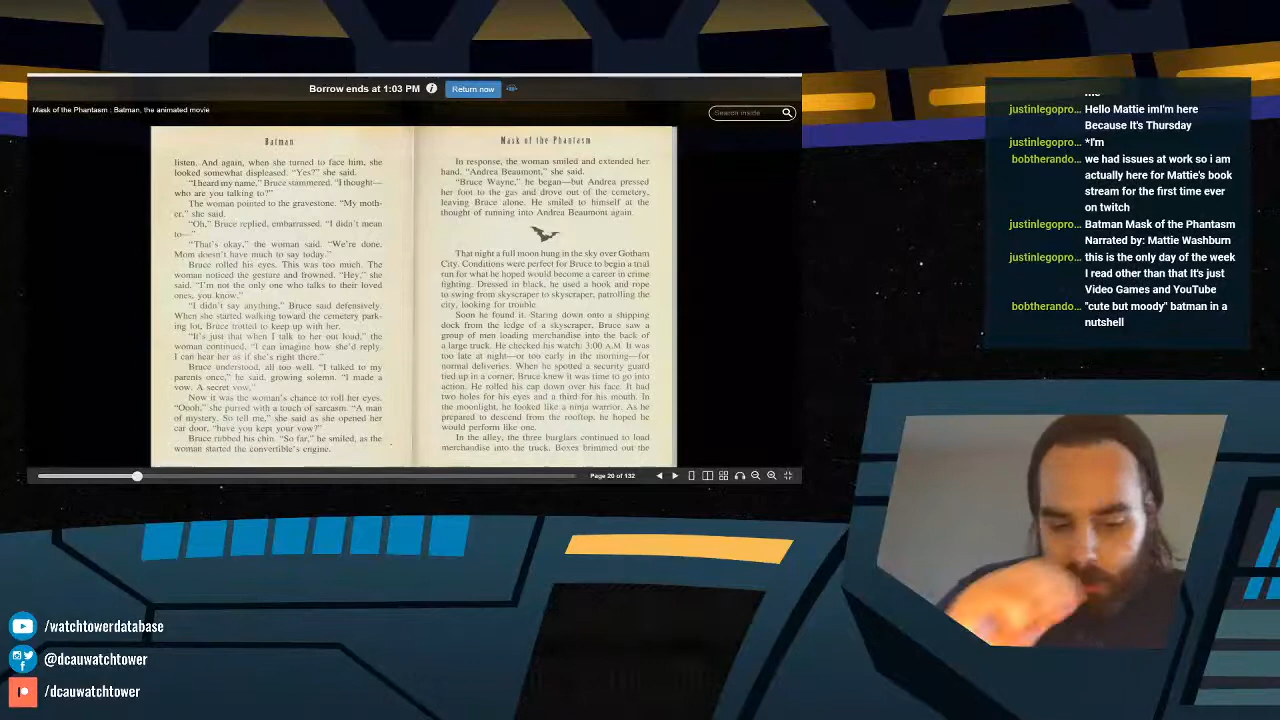 Borrow ends at 1:03 PM
Return now
Mask of the Phantasm : Batman, the animated movie
Search inside
Batman
listen. And again, when she turned to face him, she
looked somewhat displeased. "Yes?" she said.
"I heard my name," Bruce stammered. "I thought—
who are you talking to?"
The woman pointed to the gravestone. "My moth-
er," she said.
"Oh," Bruce replied, embarrassed. "I didn't mean
to—"
"That's okay," the woman said. "We're done.
Mom doesn't have much to say today."
Bruce rolled his eyes. This was too much. The
woman noticed the gesture and frowned. "Hey," she
said. "I'm not the only one who talks to their loved
ones, you know."
"I didn't say anything," Bruce said defensively.
When she started walking toward the cemetery park-
ing lot, Bruce trotted to keep up with her.
"It's just that when I talk to her out loud," the
woman continued, "I can imagine how she'd reply.
I can hear her as if she's right there."
Bruce understood, all too well. "I talked to my
parents once," he said, growing solemn. "I made a
vow. A secret vow."
Now it was the woman's chance to roll her eyes.
"Oooh," she purred with a touch of sarcasm. "A man
of mystery. So tell me," she said as she opened her
car door, "have you kept your vow?"
Bruce rubbed his chin. "So far," he smiled, as the
woman started the convertible's engine.
Mask of the Phantasm
In response, the woman smiled and extended her
hand. "Andrea Beaumont," she said.
"Bruce Wayne," he began—but Andrea pressed
her foot to the gas and drove out of the cemetery,
leaving Bruce alone. He smiled to himself at the
thought of running into Andrea Beaumont again.
That night a full moon hung in the sky over Gotham
City. Conditions were perfect for Bruce to begin a trial
run for what he hoped would become a career in crime
fighting. Dressed in black, he used a hook and rope
to swing from skyscraper to skyscraper, patrolling the
city, looking for trouble.
Soon he found it. Staring down onto a shipping
dock from the ledge of a skyscraper, Bruce saw a
group of men loading merchandise into the back of
a large truck. He checked his watch: 3:00 A.M. It was
too late at night—or too early in the morning—for
normal deliveries. When he spotted a security guard
tied up in a corner, Bruce knew it was time to go into
action. He rolled his cap down over his face. It had
two holes for his eyes and a third for his mouth. In
the moonlight, he looked like a ninja warrior. As he
prepared to descend from the rooftop, he hoped he
would perform like one.
In the alley, the three burglars continued to load
merchandise into the truck. Boxes brimmed out the
Page 20 of 132
justinlegopro... Hello Mattie imI'm here
Because It's Thursday
justinlegopro... *I'm
bobtherando... we had issues at work so i am
actually here for Mattie's book
stream for the first time ever
on twitch
justinlegopro... Batman Mask of the Phantasm
Narrated by: Mattie Washburn
justinlegopro... this is the only day of the week
I read other than that It's just
Video Games and YouTube
bobtherando... "cute but moody" batman in a
nutshell
/watchtowerdatabase
@dcauwatchtower
/dcauwatchtower